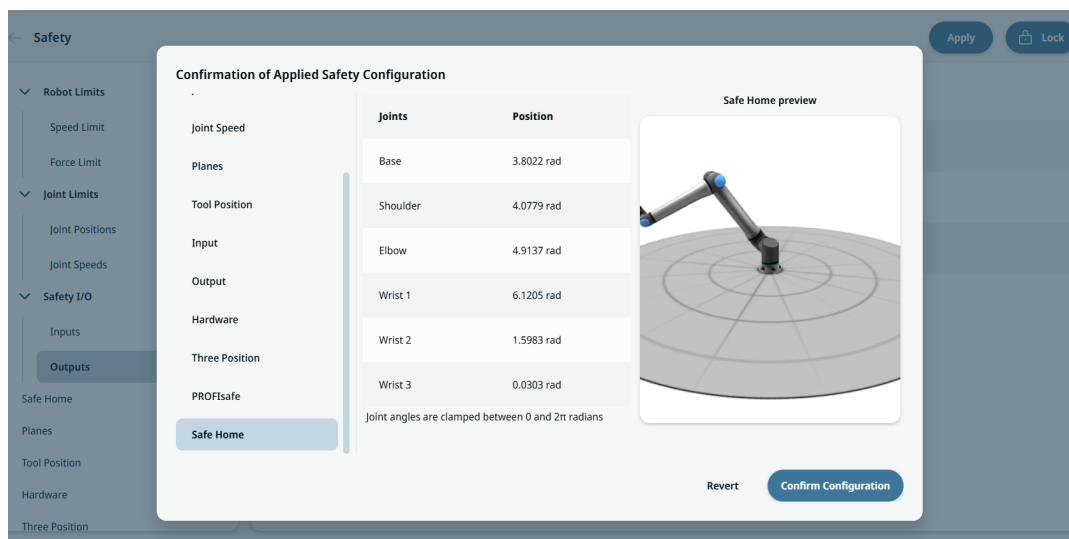 Safety
Apply
Lock
Robot Limits
Speed Limit
Force Limit
Joint Limits
Joint Positions
Joint Speeds
Safety I/O
Inputs
Outputs
Safe Home
Planes
Tool Position
Hardware
Three Position
Confirmation of Applied Safety Configuration
Joint Speed
Planes
Tool Position
Input
Output
Hardware
Three Position
PROFIsafe
Safe Home
Joints Position
Base 3.8022 rad
Shoulder 4.0779 rad
Elbow 4.9137 rad
Wrist 1 6.1205 rad
Wrist 2 1.5983 rad
Wrist 3 0.0303 rad
Joint angles are clamped between 0 and 2π radians
Safe Home preview
Revert
Confirm Configuration